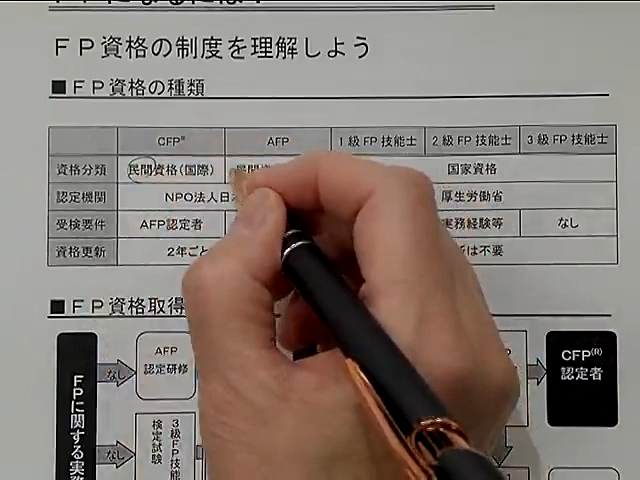 ＦＰ資格の制度を理解しよう
■ＦＰ資格の種類
CFP® AFP 1級FP技能士 2級FP技能士 3級FP技能士
資格分類 民間資格(国際) 国家資格
認定機関 NPO法人日 厚生労働省
受検要件 AFP認定者 実務経験等 なし
資格更新 2年ごと は不要
■ＦＰ資格取得
FPに関する実務
なし
AFP
認定研修
CFP(R)
認定者
なし
3級FP技能
検定試験